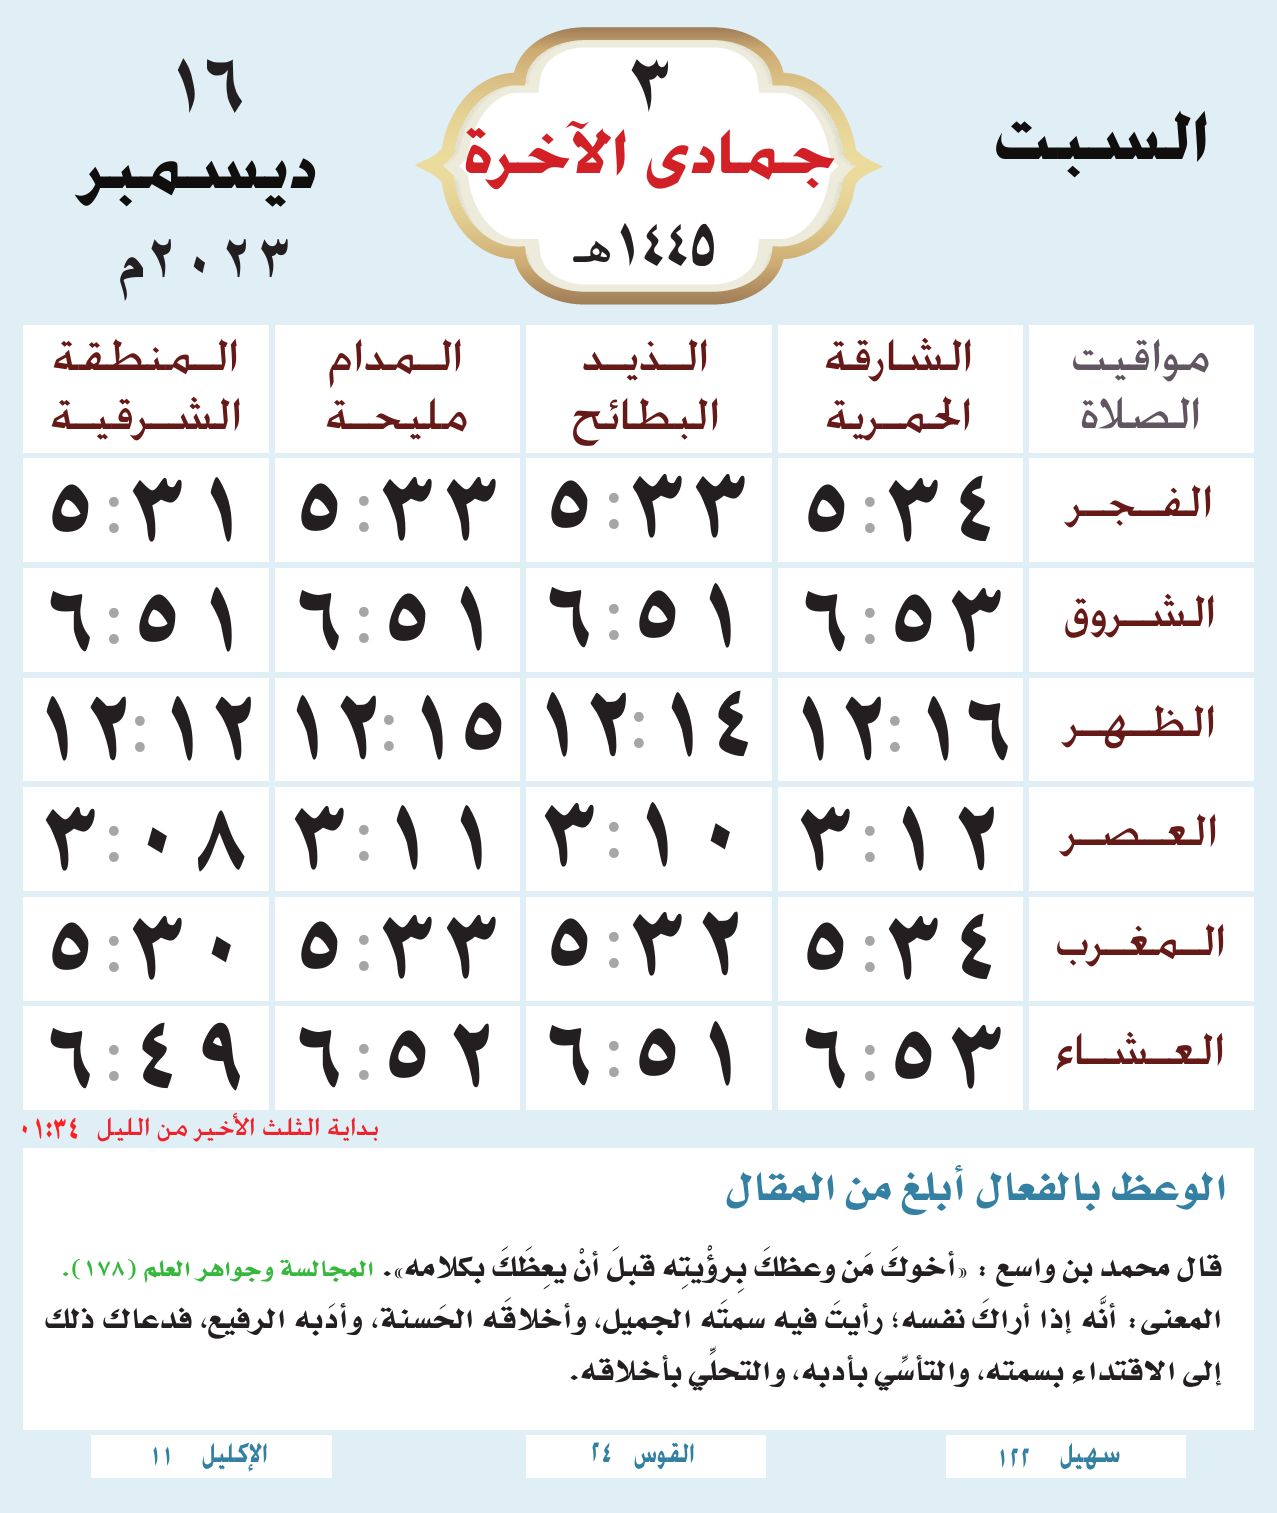 السبت
٣
جمادى الآخرة
١٤٤٥هـ
١٦
ديسمبر
٢٠٢٣م
مواقيت الصلاة
الشارقة الحمرية
الذيد البطائح
المدام مليحة
المنطقة الشرقية
الفجر ٥:٣٤ ٥:٣٣ ٥:٣٣ ٥:٣١
الشروق ٦:٥٣ ٦:٥١ ٦:٥١ ٦:٥١
الظهر ١٢:١٦ ١٢:١٤ ١٢:١٥ ١٢:١٢
العصر ٣:١٢ ٣:١٠ ٣:١١ ٣:٠٨
المغرب ٥:٣٤ ٥:٣٢ ٥:٣٣ ٥:٣٠
العشاء ٦:٥٣ ٦:٥١ ٦:٥٢ ٦:٤٩
بداية الثلث الأخير من الليل ٠١:٣٤
الوعظ بالفعال أبلغ من المقال
قال محمد بن واسع : «أخوكَ مَن وعظكَ بِرؤْيتِه قبلَ أنْ يعِظَكَ بكلامه». المجالسة وجواهر العلم (١٧٨).
المعنى: أنَّه إذا أراكَ نفسه؛ رأيتَ فيه سمتَه الجميل، وأخلاقَه الحَسنة، وأدَبه الرفيع، فدعاك ذلك
إلى الاقتداء بسمته، والتأسِّي بأدبه، والتحلِّي بأخلاقه.
سهيل ١٢٢
القوس ٢٤
الإكليل ١١